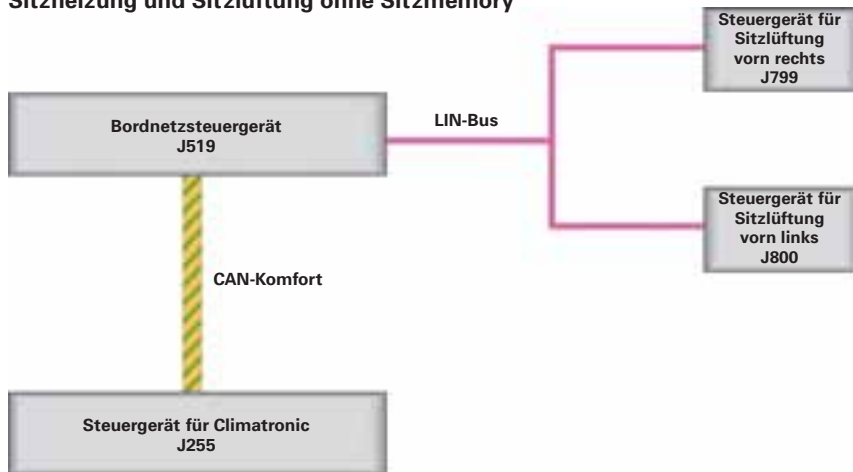 Sitzheizung und Sitzlüftung ohne Sitzmemory
Steuergerät für
Sitzlüftung
vorn rechts
J799
Bordnetzsteuergerät
J519
LIN-Bus
Steuergerät für
Sitzlüftung
vorn links
J800
CAN-Komfort
Steuergerät für Climatronic
J255